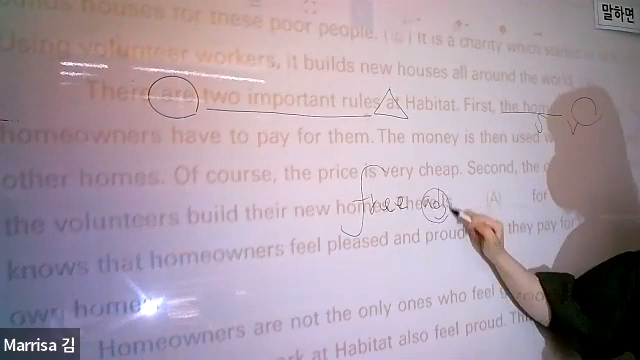 말하면
builds houses for these poor people. It is a charity which
Using volunteer workers, it builds new houses all around the world
There are two important rules at Habitat. First, the hom
homeowners have to pay for them. The money is then used
other homes. Of course, the price is very cheap. Second, the
the volunteers build their new (A) for
free adj
knows that homeowners feel pleased and proud they pay for
own home
Homeowners are not the only ones who feel
at Habitat also feel proud.
Marrisa 김